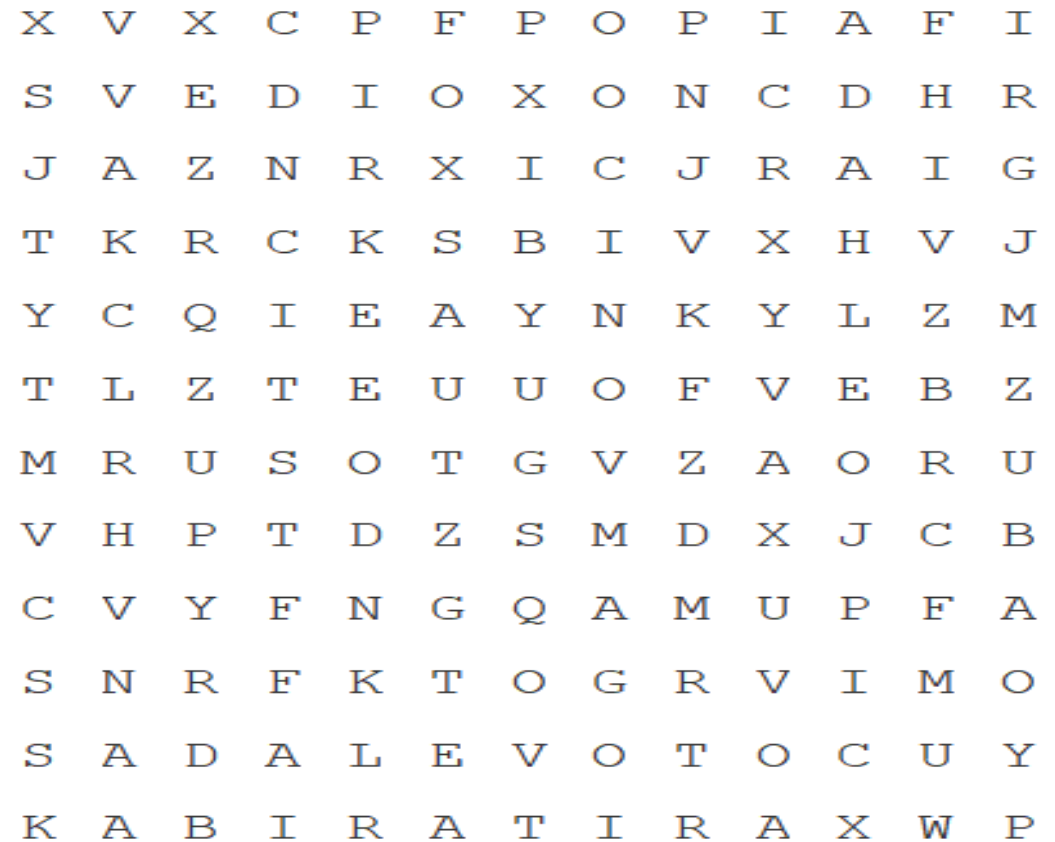 X V X C P F P O P I A F I
S V E D I O X O N C D H R
J A Z N R X I C J R A I G
T K R C K S B I V X H V J
Y C Q I E A Y N K Y L Z M
T L Z T E U U O F V E B Z
M R U S O T G V Z A O R U
V H P T D Z S M D X J C B
C V Y F N G Q A M U P F A
S N R F K T O G R V I M O
S A D A L E V O T O C U Y
K A B I R A T I R A X W P